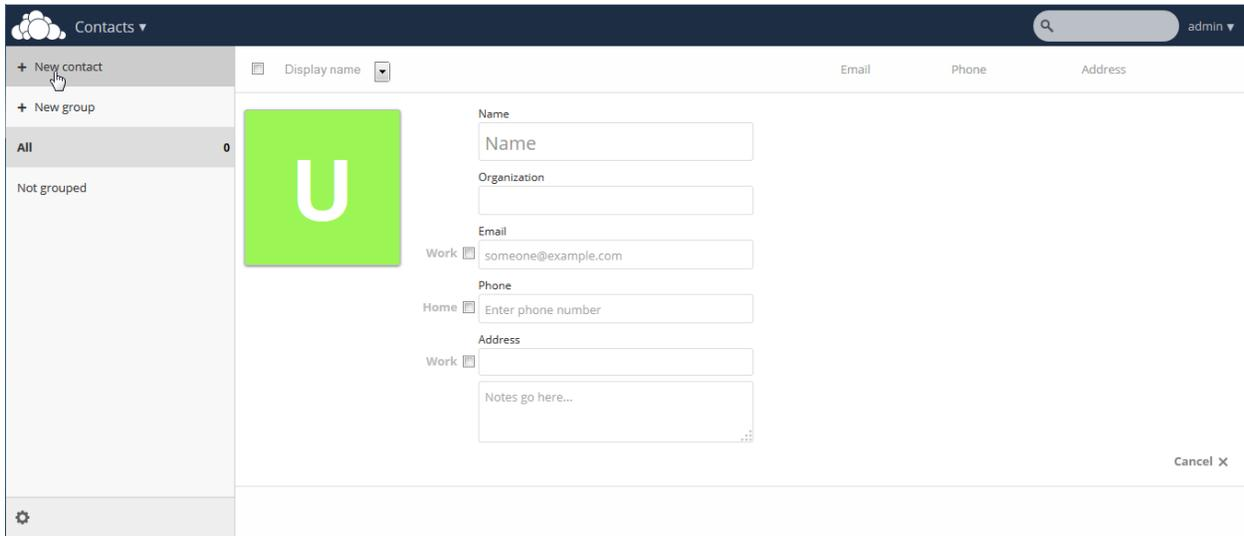 Contacts ▾
admin ▾
+ New contact
Display name
Email
Phone
Address
+ New group
All 0
Not grouped
U
Name
Name
Organization
Email
Work
someone@example.com
Phone
Home
Enter phone number
Address
Work
Notes go here...
Cancel ×